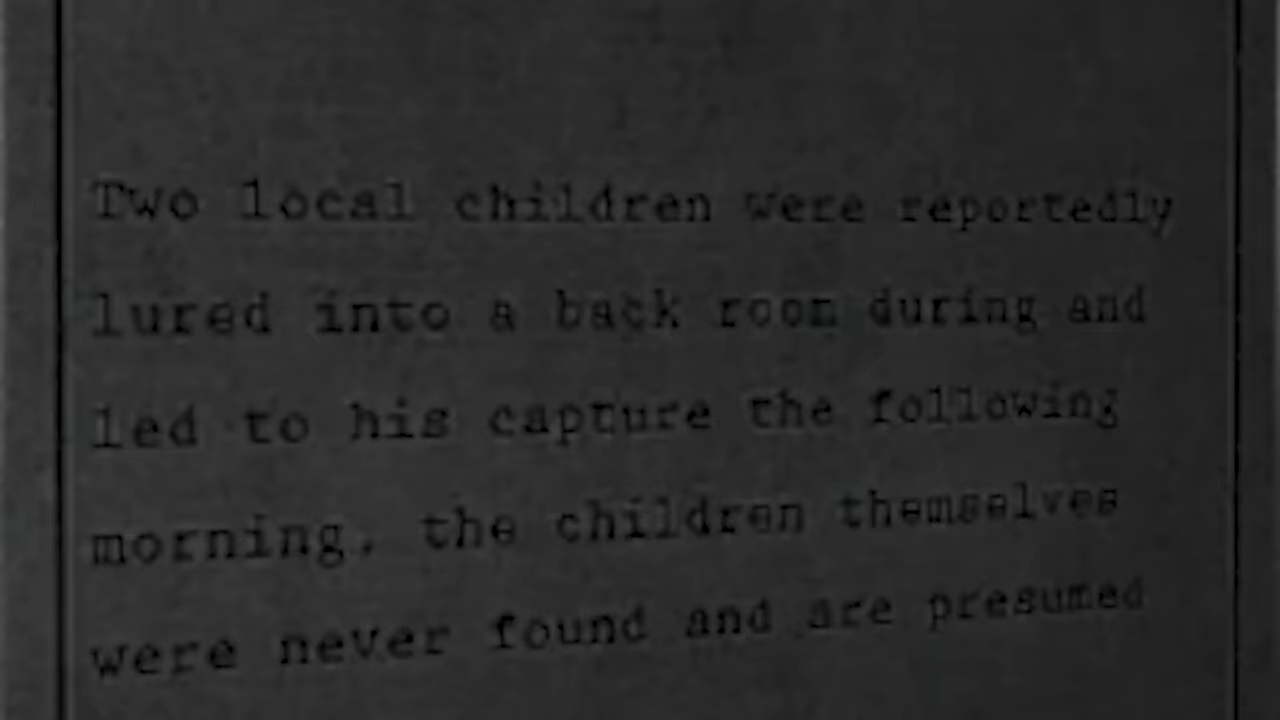 Two local children were reportedly
lured into a back room during and
led to his capture the following
morning, the children themselves
were never found and are presumed